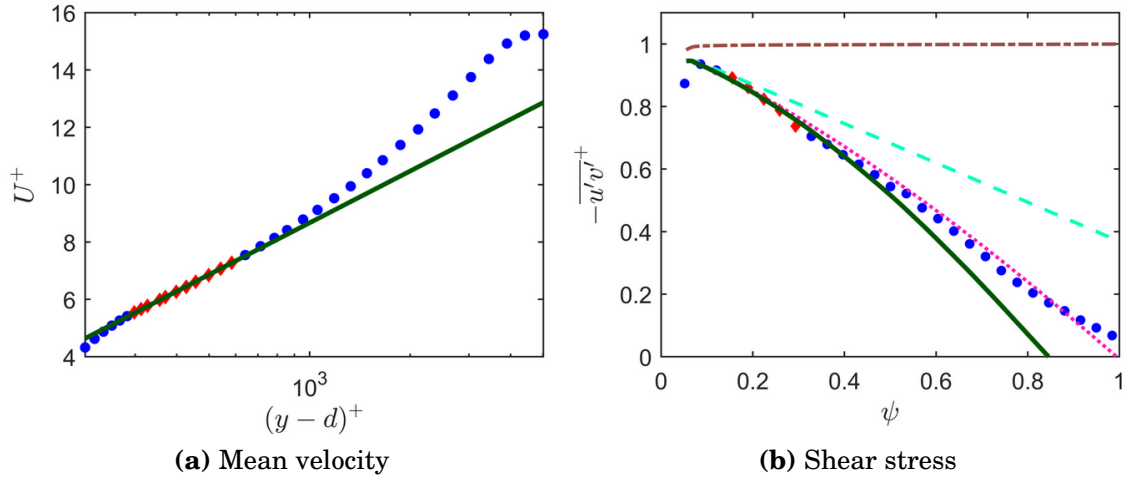 16
14
12
10
8
6
4
U⁺
10³
(y − d)⁺
(a) Mean velocity
1
0.8
0.6
0.4
0.2
0
−u′v′⁺
0 0.2 0.4 0.6 0.8 1
ψ
(b) Shear stress